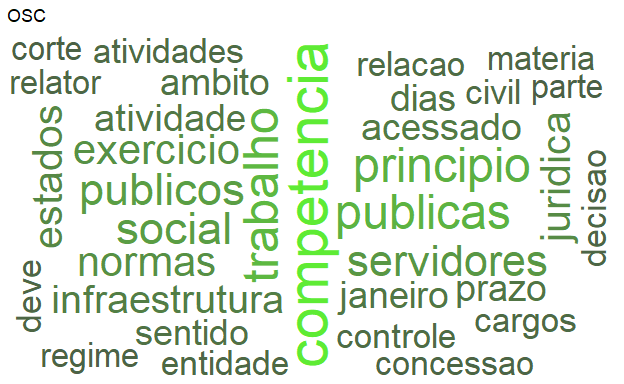 OSC
corte
atividades
relator
ambito
atividade
estados
exercicio
trabalho
publicos
social
normas
deve
infraestrutura
sentido
regime
entidade
competencia
relacao
materia
dias
civil
parte
acessado
principio
juridica
decisao
publicas
servidores
janeiro
prazo
controle
cargos
concessao